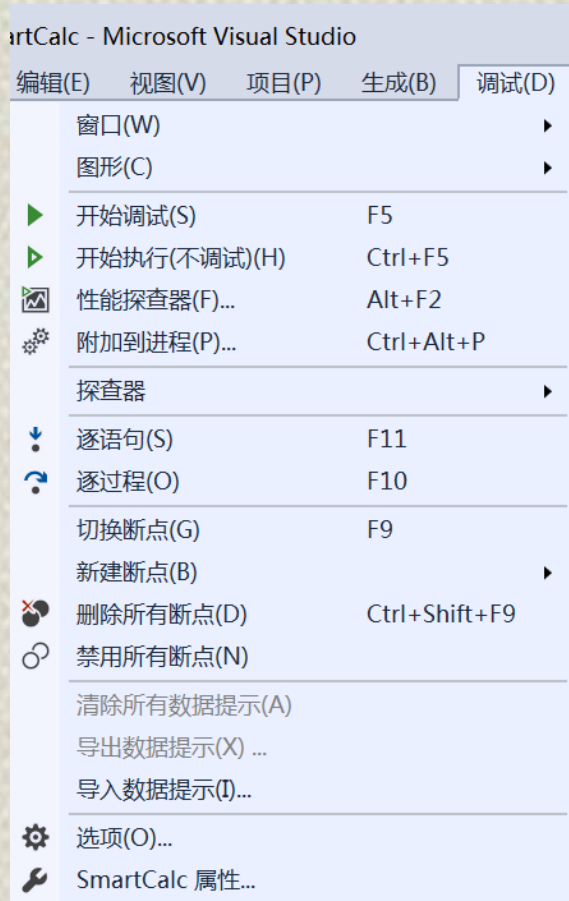 artCalc - Microsoft Visual Studio
编辑(E) 视图(V) 项目(P) 生成(B) 调试(D)
窗口(W)
图形(C)
开始调试(S) F5
开始执行(不调试)(H) Ctrl+F5
性能探查器(F)... Alt+F2
附加到进程(P)... Ctrl+Alt+P
探查器
逐语句(S) F11
逐过程(O) F10
切换断点(G) F9
新建断点(B)
删除所有断点(D) Ctrl+Shift+F9
禁用所有断点(N)
清除所有数据提示(A)
导出数据提示(X) ...
导入数据提示(I)...
选项(O)...
SmartCalc 属性...